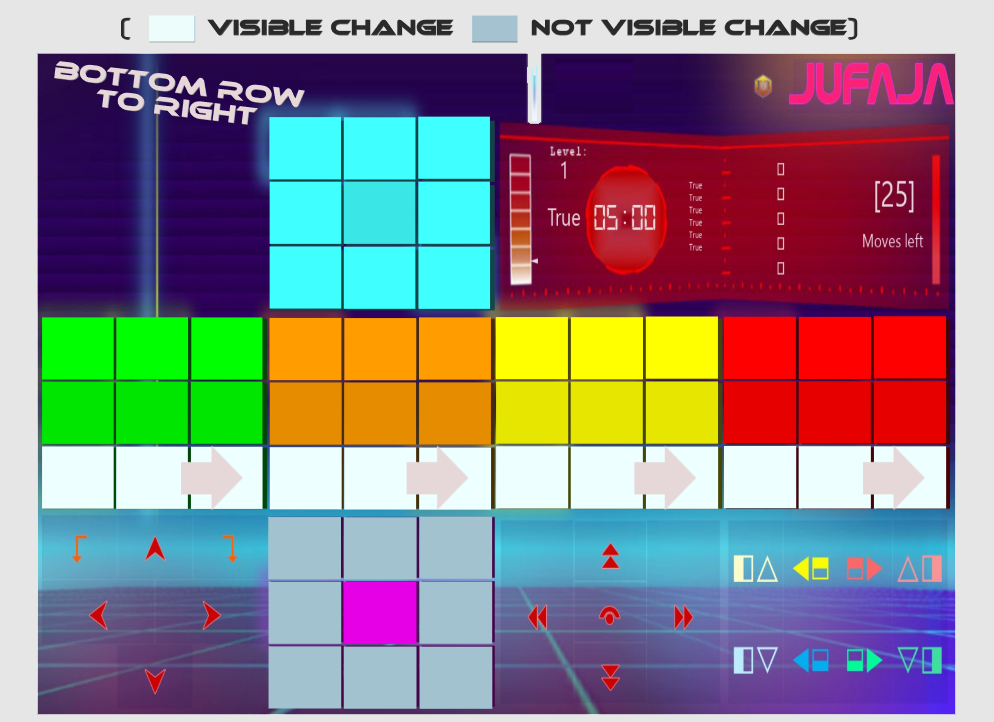 ( VISIBLE CHANGE NOT VISIBLE CHANGE)
BOTTOM ROW
TO RIGHT
JUFAJA
Level:
1
True
05:00
True
True
True
True
True
True
[25]
Moves left